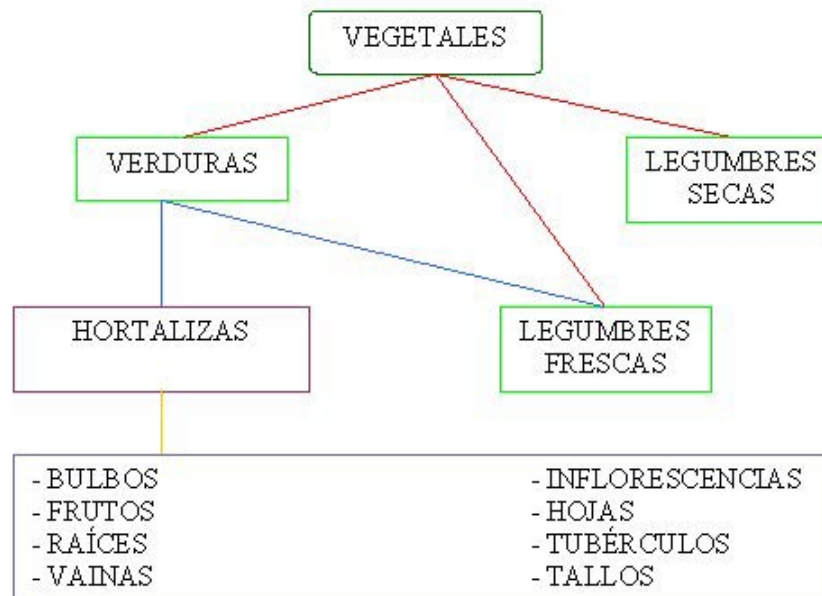 VEGETALES
VERDURAS
LEGUMBRES
SECAS
HORTALIZAS
LEGUMBRES
FRESCAS
- BULBOS
- FRUTOS
- RAÍCES
- VAINAS
- INFLORESCENCIAS
- HOJAS
- TUBÉRCULOS
- TALLOS